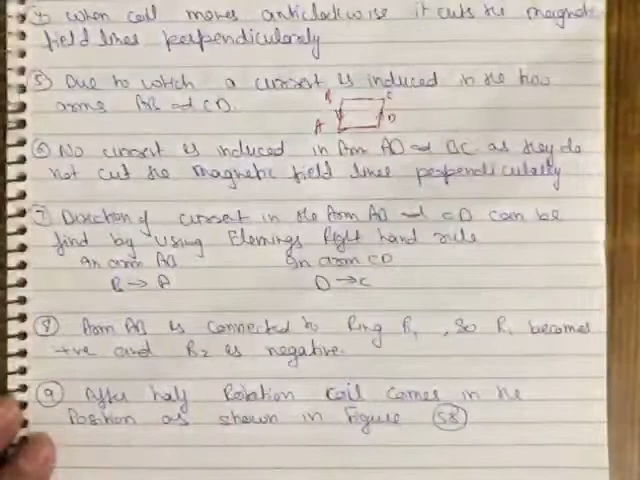 ④ When coil moves anticlockwise it cuts the magnetic
field lines perpendicularly
⑤ Due to which a current is induced in the two
arms AB and CD.
B C
A D
⑥ No current is induced in Arm AD and BC as they do
not cut the magnetic field lines perpendicularly
⑦ Direction of current in the Arm AB and CD can be
find by using Flemings Right hand rule
In arm AB In arm CD
B → A D → C
⑧ Arm AB is connected to Ring R1, So R1 becomes
+ve and R2 as negative.
⑨ After half Rotation coil comes in the
Position as shown in Figure 5B